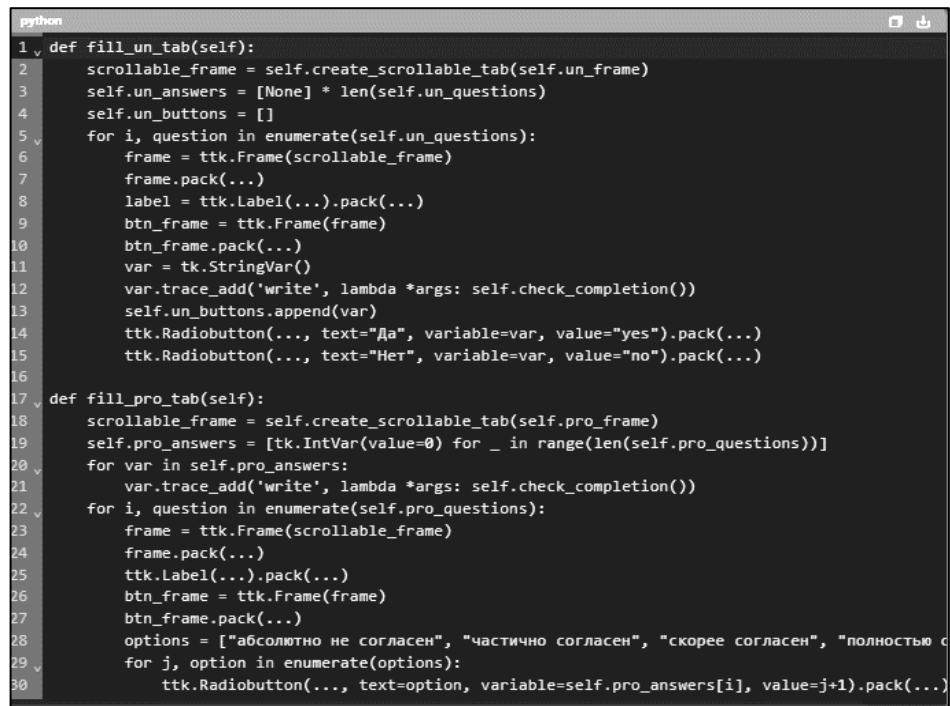 python
1 def fill_un_tab(self):
2 scrollable_frame = self.create_scrollable_tab(self.un_frame)
3 self.un_answers = [None] * len(self.un_questions)
4 self.un_buttons = []
5 for i, question in enumerate(self.un_questions):
6 frame = ttk.Frame(scrollable_frame)
7 frame.pack(...)
8 label = ttk.Label(...).pack(...)
9 btn_frame = ttk.Frame(frame)
10 btn_frame.pack(...)
11 var = tk.StringVar()
12 var.trace_add('write', lambda *args: self.check_completion())
13 self.un_buttons.append(var)
14 ttk.Radiobutton(..., text="Да", variable=var, value="yes").pack(...)
15 ttk.Radiobutton(..., text="Нет", variable=var, value="no").pack(...)
16
17 def fill_pro_tab(self):
18 scrollable_frame = self.create_scrollable_tab(self.pro_frame)
19 self.pro_answers = [tk.IntVar(value=0) for _ in range(len(self.pro_questions))]
20 for var in self.pro_answers:
21 var.trace_add('write', lambda *args: self.check_completion())
22 for i, question in enumerate(self.pro_questions):
23 frame = ttk.Frame(scrollable_frame)
24 frame.pack(...)
25 ttk.Label(...).pack(...)
26 btn_frame = ttk.Frame(frame)
27 btn_frame.pack(...)
28 options = ["абсолютно не согласен", "частично согласен", "скорее согласен", "полностью
29 for j, option in enumerate(options):
30 ttk.Radiobutton(..., text=option, variable=self.pro_answers[i], value=j+1).pack(...)